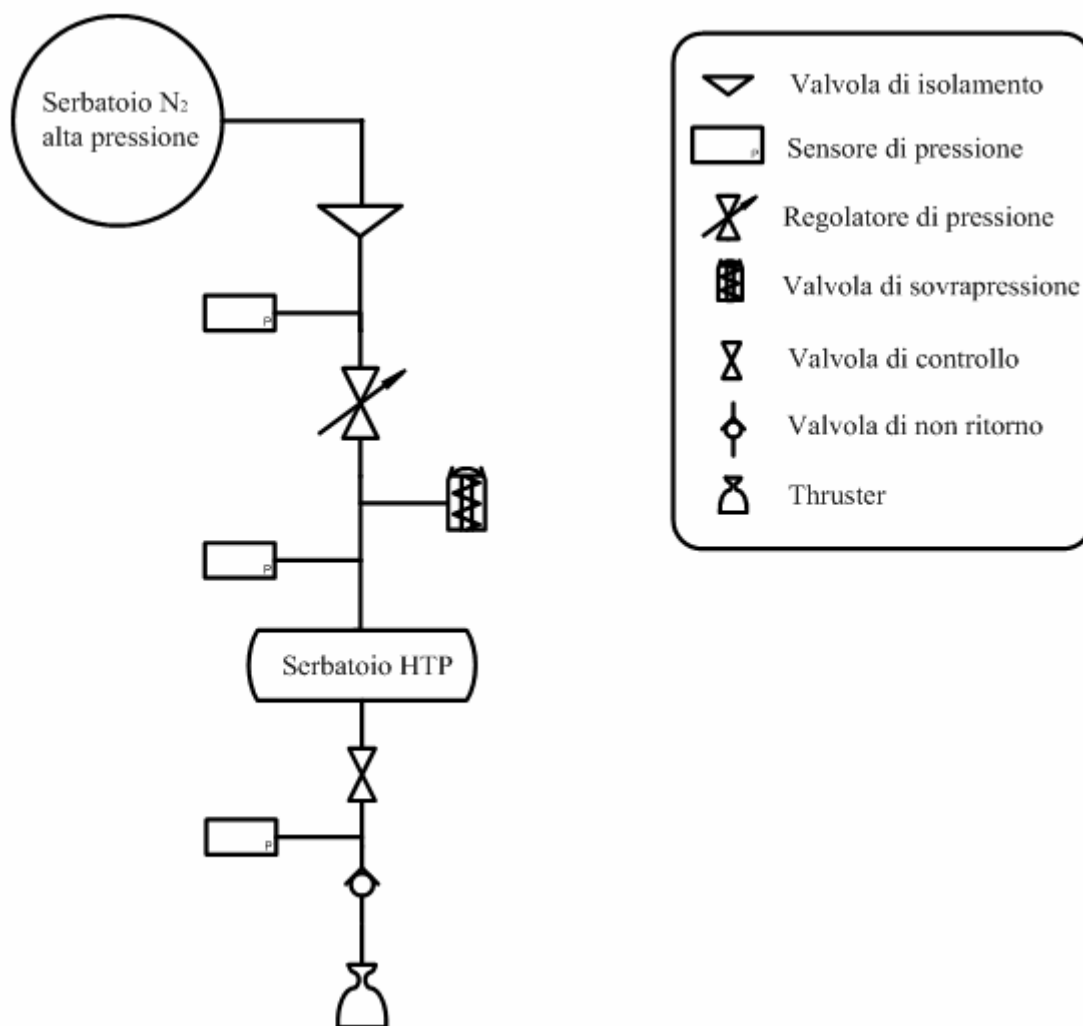 Serbatoio N₂
alta pressione
P
P
Serbatoio HTP
P
Valvola di isolamento
P
Sensore di pressione
Regolatore di pressione
Valvola di sovrapressione
Valvola di controllo
Valvola di non ritorno
Thruster